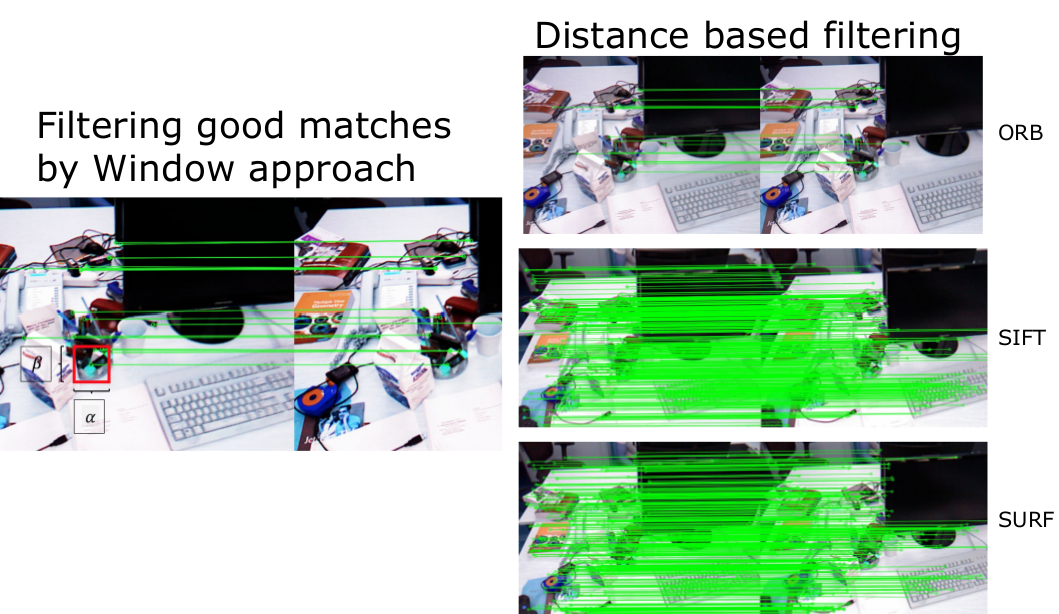 Filtering good matches
by Window approach
β
α
Distance based filtering
ORB
SIFT
SURF